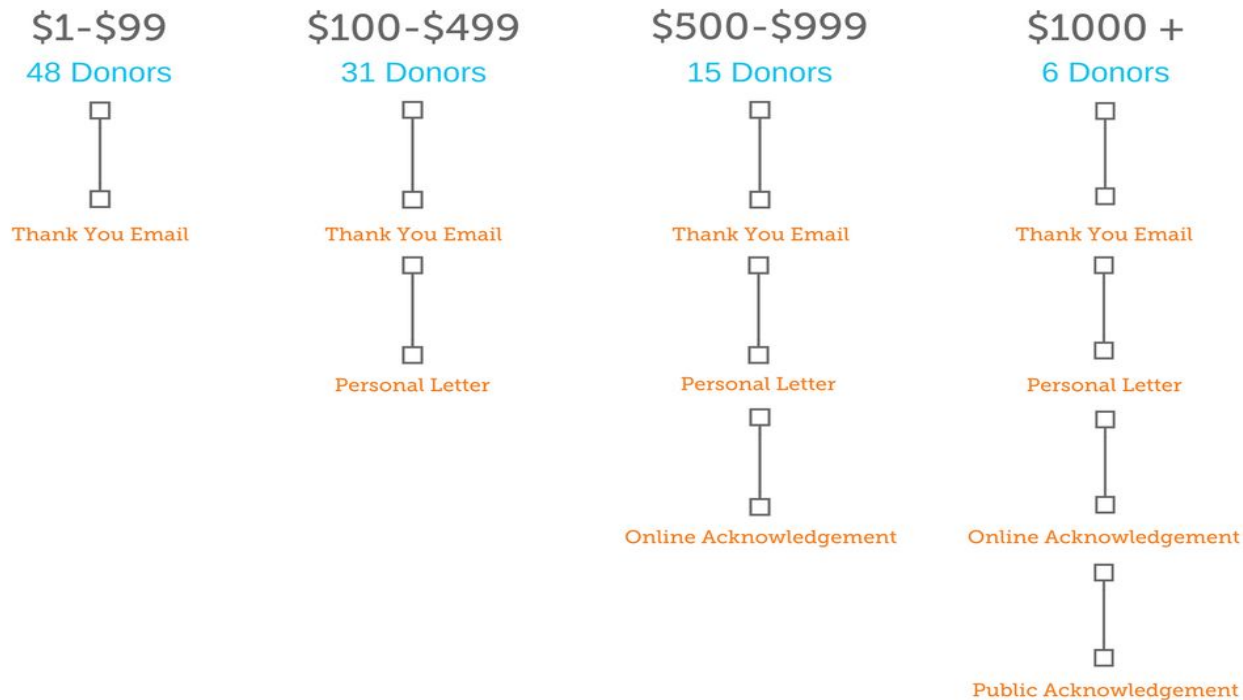 $1-$99
48 Donors
Thank You Email
$100-$499
31 Donors
Thank You Email
Personal Letter
$500-$999
15 Donors
Thank You Email
Personal Letter
Online Acknowledgement
$1000 +
6 Donors
Thank You Email
Personal Letter
Online Acknowledgement
Public Acknowledgement